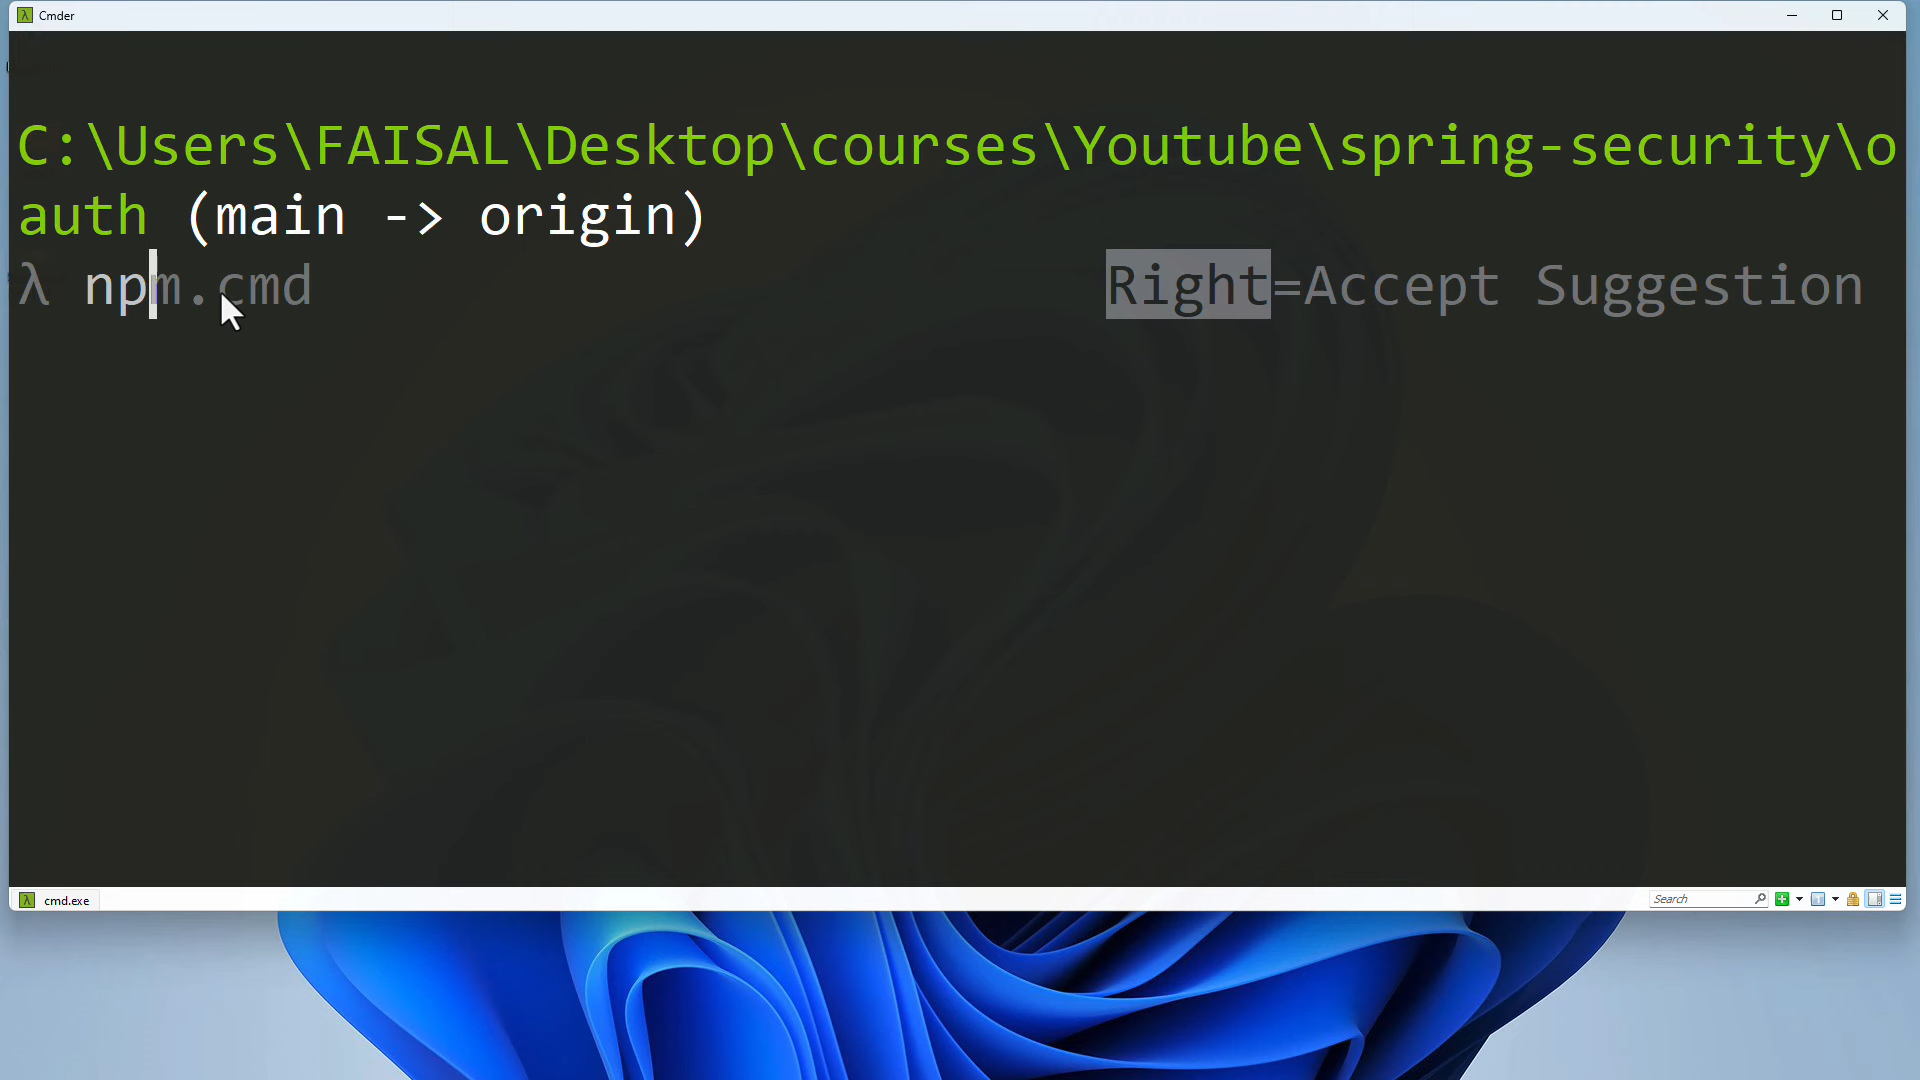 Cmder
C:\Users\FAISAL\Desktop\courses\Youtube\spring-security\o
auth (main -> origin)
λ npm.cmd Right=Accept Suggestion
cmd.exe
Search